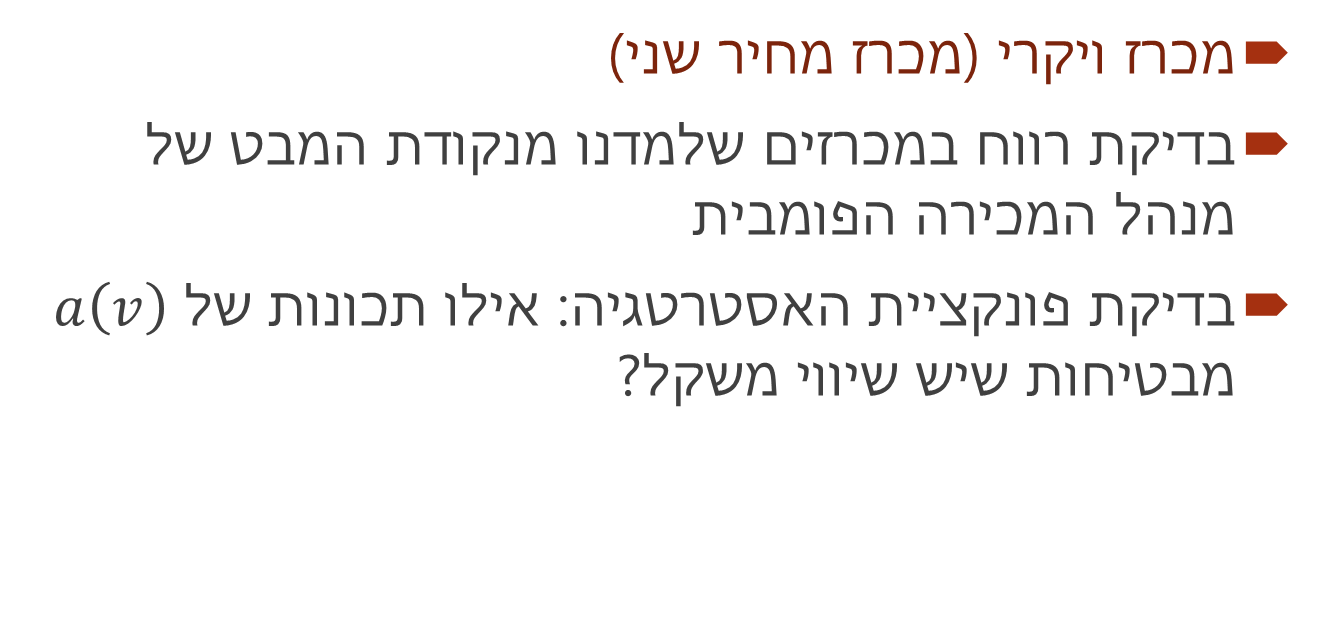 מכרז ויקרי (מכרז מחיר שני)
בדיקת רווח במכרזים שלמדנו מנקודת המבט של
מנהל המכירה הפומבית
בדיקת פונקציית האסטרטגיה: אילו תכונות של a(v)
מבטיחות שיש שיווי משקל?